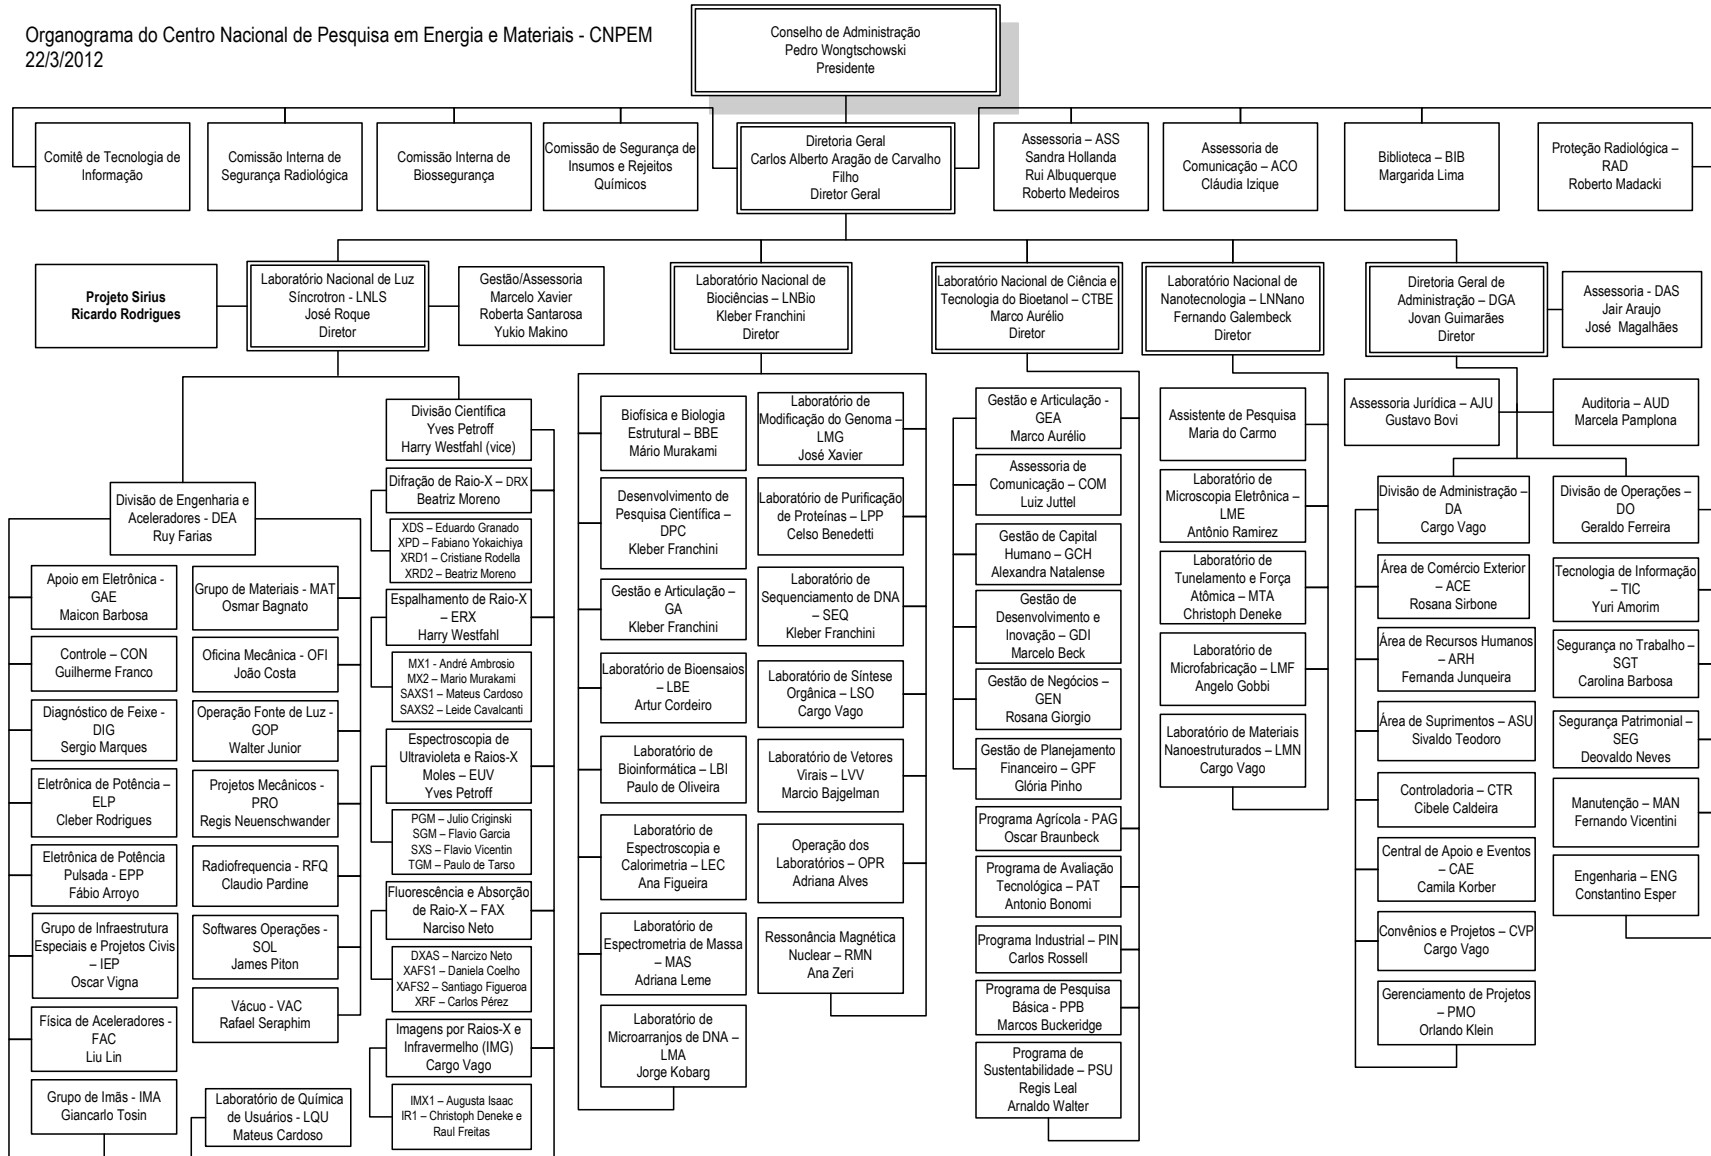 Organograma do Centro Nacional de Pesquisa em Energia e Materiais - CNPEM
22/3/2012
Conselho de Administração
Pedro Wongtschowski
Presidente
Comitê de Tecnologia de
Informação
Comissão Interna de
Segurança Radiológica
Comissão Interna de
Biossegurança
Comissão de Segurança de
Insumos e Rejeitos
Químicos
Diretoria Geral
Carlos Alberto Aragão de Carvalho
Filho
Diretor Geral
Assessoria – ASS
Sandra Hollanda
Rui Albuquerque
Roberto Medeiros
Assessoria de
Comunicação – ACO
Cláudia Izique
Biblioteca – BIB
Margarida Lima
Proteção Radiológica –
RAD
Roberto Madacki
Projeto Sirius
Ricardo Rodrigues
Laboratório Nacional de Luz
Síncrotron - LNLS
José Roque
Diretor
Gestão/Assessoria
Marcelo Xavier
Roberta Santarosa
Yukio Makino
Laboratório Nacional de
Biociências – LNBio
Kleber Franchini
Diretor
Laboratório Nacional de Ciência e
Tecnologia do Bioetanol – CTBE
Marco Aurélio
Diretor
Laboratório Nacional de
Nanotecnologia – LNNano
Fernando Galembeck
Diretor
Diretoria Geral de
Administração – DGA
Jovan Guimarães
Diretor
Assessoria - DAS
Jair Araujo
José Magalhães
Divisão de Engenharia e
Aceleradores - DEA
Ruy Farias
Apoio em Eletrônica -
GAE
Maicon Barbosa
Controle – CON
Guilherme Franco
Diagnóstico de Feixe -
DIG
Sergio Marques
Eletrônica de Potência –
ELP
Cleber Rodrigues
Eletrônica de Potência
Pulsada - EPP
Fábio Arroyo
Grupo de Infraestrutura
Especiais e Projetos Civis
– IEP
Oscar Vigna
Física de Aceleradores -
FAC
Liu Lin
Grupo de Imãs - IMA
Giancarlo Tosin
Grupo de Materiais - MAT
Osmar Bagnato
Oficina Mecânica - OFI
João Costa
Operação Fonte de Luz -
GOP
Walter Junior
Projetos Mecânicos -
PRO
Regis Neuenschwander
Radiofrequencia - RFQ
Claudio Pardine
Softwares Operações -
SOL
James Piton
Vácuo - VAC
Rafael Seraphim
Laboratório de Química
de Usuários - LQU
Mateus Cardoso
Divisão Científica
Yves Petroff
Harry Westfahl (vice)
Difração de Raio-X – DRX
Beatriz Moreno
XDS – Eduardo Granado
XPD – Fabiano Yokaichiya
XRD1 – Cristiane Rodella
XRD2 – Beatriz Moreno
Espalhamento de Raio-X
– ERX
Harry Westfahl
MX1 - André Ambrosio
MX2 – Mario Murakami
SAXS1 - Mateus Cardoso
SAXS2 – Leide Cavalcanti
Espectroscopia de
Ultravioleta e Raios-X
Moles – EUV
Yves Petroff
PGM – Julio Criginski
SGM – Flavio Garcia
SXS – Flavio Vicentin
TGM – Paulo de Tarso
Fluorescência e Absorção
de Raio-X – FAX
Narciso Neto
DXAS – Narcizo Neto
XAFS1 – Daniela Coelho
XAFS2 – Santiago Figueroa
XRF – Carlos Pérez
Imagens por Raios-X e
Infravermelho (IMG)
Cargo Vago
IMX1 – Augusta Isaac
IR1 – Christoph Deneke e
Raul Freitas
Biofísica e Biologia
Estrutural – BBE
Mário Murakami
Desenvolvimento de
Pesquisa Científica –
DPC
Kleber Franchini
Gestão e Articulação –
GA
Kleber Franchini
Laboratório de Bioensaios
– LBE
Artur Cordeiro
Laboratório de
Bioinformática – LBI
Paulo de Oliveira
Laboratório de
Espectroscopia e
Calorimetria – LEC
Ana Figueira
Laboratório de
Espectrometria de Massa
– MAS
Adriana Leme
Laboratório de
Microarranjos de DNA –
LMA
Jorge Kobarg
Laboratório de
Modificação do Genoma –
LMG
José Xavier
Laboratório de Purificação
de Proteínas – LPP
Celso Benedetti
Laboratório de
Sequenciamento de DNA
– SEQ
Kleber Franchini
Laboratório de Síntese
Orgânica – LSO
Cargo Vago
Laboratório de Vetores
Virais – LVV
Marcio Bajgelman
Operação dos
Laboratórios – OPR
Adriana Alves
Ressonância Magnética
Nuclear – RMN
Ana Zeri
Gestão e Articulação -
GEA
Marco Aurélio
Assessoria de
Comunicação – COM
Luiz Juttel
Gestão de Capital
Humano – GCH
Alexandra Natalense
Gestão de
Desenvolvimento e
Inovação – GDI
Marcelo Beck
Gestão de Negócios –
GEN
Rosana Giorgio
Gestão de Planejamento
Financeiro – GPF
Glória Pinho
Programa Agrícola - PAG
Oscar Braunbeck
Programa de Avaliação
Tecnológica – PAT
Antonio Bonomi
Programa Industrial – PIN
Carlos Rossell
Programa de Pesquisa
Básica - PPB
Marcos Buckeridge
Programa de
Sustentabilidade – PSU
Regis Leal
Arnaldo Walter
Assistente de Pesquisa
Maria do Carmo
Laboratório de
Microscopia Eletrônica –
LME
Antônio Ramirez
Laboratório de
Tunelamento e Força
Atômica – MTA
Christoph Deneke
Laboratório de
Microfabricação – LMF
Angelo Gobbi
Laboratório de Materiais
Nanoestruturados – LMN
Cargo Vago
Assessoria Jurídica – AJU
Gustavo Bovi
Auditoria – AUD
Marcela Pamplona
Divisão de Administração –
DA
Cargo Vago
Área de Comércio Exterior
– ACE
Rosana Sirbone
Área de Recursos Humanos
– ARH
Fernanda Junqueira
Área de Suprimentos – ASU
Sivaldo Teodoro
Controladoria – CTR
Cibele Caldeira
Central de Apoio e Eventos
– CAE
Camila Korber
Convênios e Projetos – CVP
Cargo Vago
Gerenciamento de Projetos
– PMO
Orlando Klein
Divisão de Operações –
DO
Geraldo Ferreira
Tecnologia de Informação
– TIC
Yuri Amorim
Segurança no Trabalho –
SGT
Carolina Barbosa
Segurança Patrimonial –
SEG
Deovaldo Neves
Manutenção – MAN
Fernando Vicentini
Engenharia – ENG
Constantino Esper